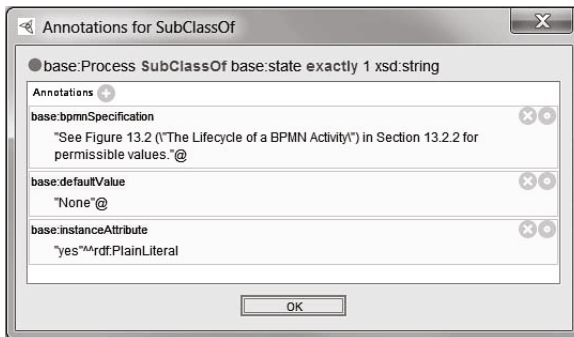 Annotations for SubClassOf
base:Process SubClassOf base:state exactly 1 xsd:string
Annotations
base:bpmnSpecification
"See Figure 13.2 (\"The Lifecycle of a BPMN Activity\") in Section 13.2.2 for
permissible values."@
base:defaultValue
"None"@
base:instanceAttribute
"yes"^^rdf:PlainLiteral
OK